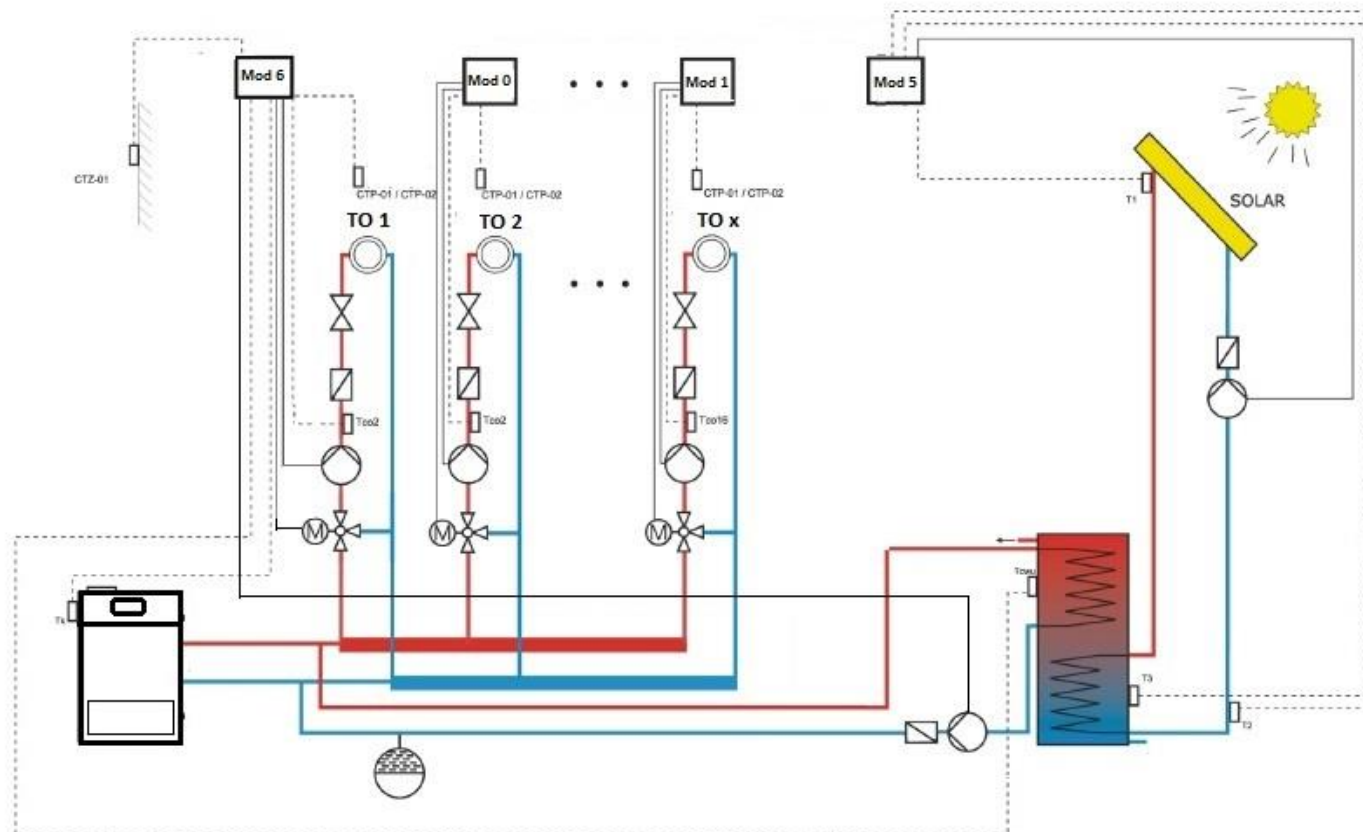 Mod 6
Mod 0
Mod 1
Mod 5
CTZ-01
CTP-01 / CTP-02
CTP-01 / CTP-02
CTP-01 / CTP-02
T1
SOLAR
TO 1
TO 2
TO x
Tco2
Tco2
Tco16
M
M
M
Tcwu
Tk
T3
T2